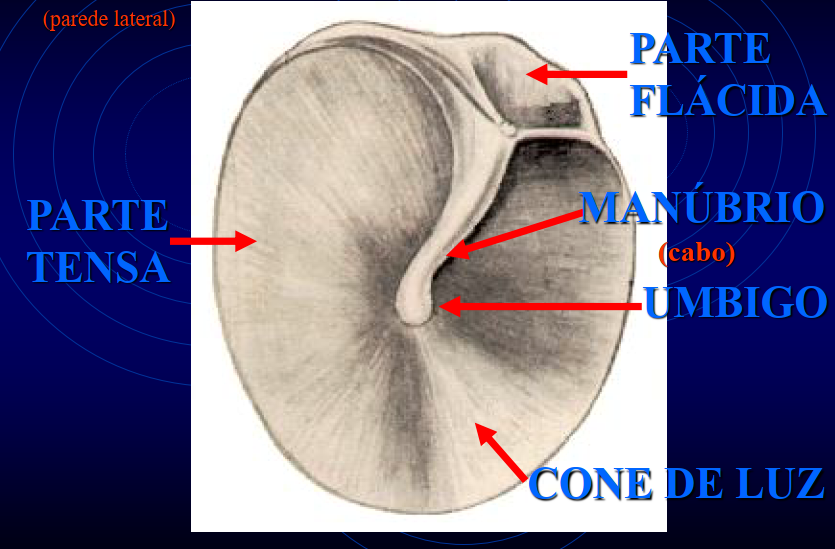 (parede lateral)
PARTE
FLÁCIDA
MANÚBRIO
(cabo)
PARTE
TENSA
UMBIGO
CONE DE LUZ